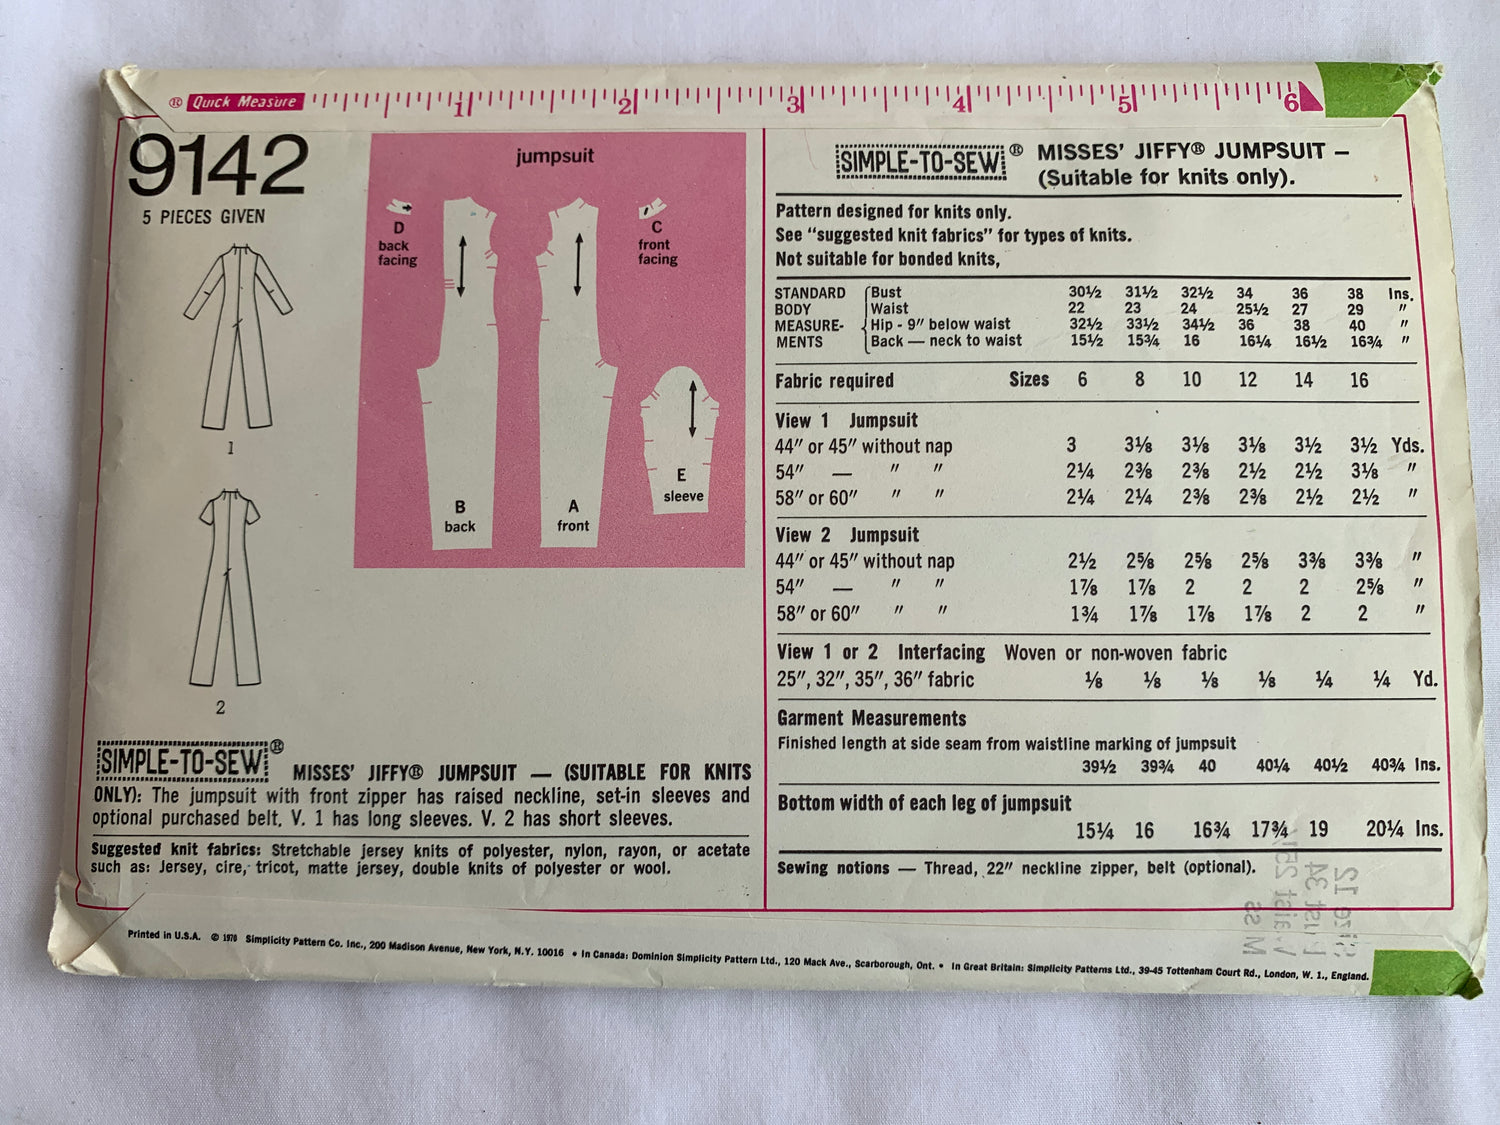 ® Quick Measure 1 2 3 4 5 6
9142
5 PIECES GIVEN
1
2
jumpsuit
D
back
facing
C
front
facing
B
back
A
front
E
sleeve
SIMPLE-TO-SEW® MISSES' JIFFY® JUMPSUIT — (SUITABLE FOR KNITS
ONLY): The jumpsuit with front zipper has raised neckline, set-in sleeves and
optional purchased belt. V. 1 has long sleeves. V. 2 has short sleeves.
Suggested knit fabrics: Stretchable jersey knits of polyester, nylon, rayon, or acetate
such as: Jersey, cire, tricot, matte jersey, double knits of polyester or wool.
SIMPLE-TO-SEW® MISSES' JIFFY® JUMPSUIT —
(Suitable for knits only).
Pattern designed for knits only.
See "suggested knit fabrics" for types of knits.
Not suitable for bonded knits,
STANDARD Bust 30½ 31½ 32½ 34 36 38 Ins.
BODY Waist 22 23 24 25½ 27 29 "
MEASURE- Hip - 9" below waist 32½ 33½ 34½ 36 38 40 "
MENTS Back — neck to waist 15½ 15¾ 16 16¼ 16½ 16¾ "
Fabric required Sizes 6 8 10 12 14 16
View 1 Jumpsuit
44" or 45" without nap 3 3⅛ 3⅛ 3⅛ 3½ 3½ Yds.
54" — " " 2¼ 2⅜ 2⅜ 2½ 2½ 3⅛ "
58" or 60" " " 2¼ 2¼ 2⅜ 2⅜ 2½ 2½ "
View 2 Jumpsuit
44" or 45" without nap 2½ 2⅝ 2⅝ 2⅝ 3⅜ 3⅜ "
54" — " " 1⅞ 1⅞ 2 2 2 2⅝ "
58" or 60" " " 1¾ 1⅞ 1⅞ 1⅞ 2 2 "
View 1 or 2 Interfacing Woven or non-woven fabric
25", 32", 35", 36" fabric ⅛ ⅛ ⅛ ⅛ ¼ ¼ Yd.
Garment Measurements
Finished length at side seam from waistline marking of jumpsuit
39½ 39¾ 40 40¼ 40½ 40¾ Ins.
Bottom width of each leg of jumpsuit
15¼ 16 16¾ 17¾ 19 20¼ Ins.
Sewing notions — Thread, 22" neckline zipper, belt (optional).
Printed in U.S.A. © 1970 Simplicity Pattern Co. Inc., 200 Madison Avenue, New York, N.Y. 10016 • In Canada: Dominion Simplicity Pattern Ltd., 120 Mack Ave., Scarborough, Ont. • In Great Britain: Simplicity Patterns Ltd., 39-45 Tottenham Court Rd., London, W. 1., England.